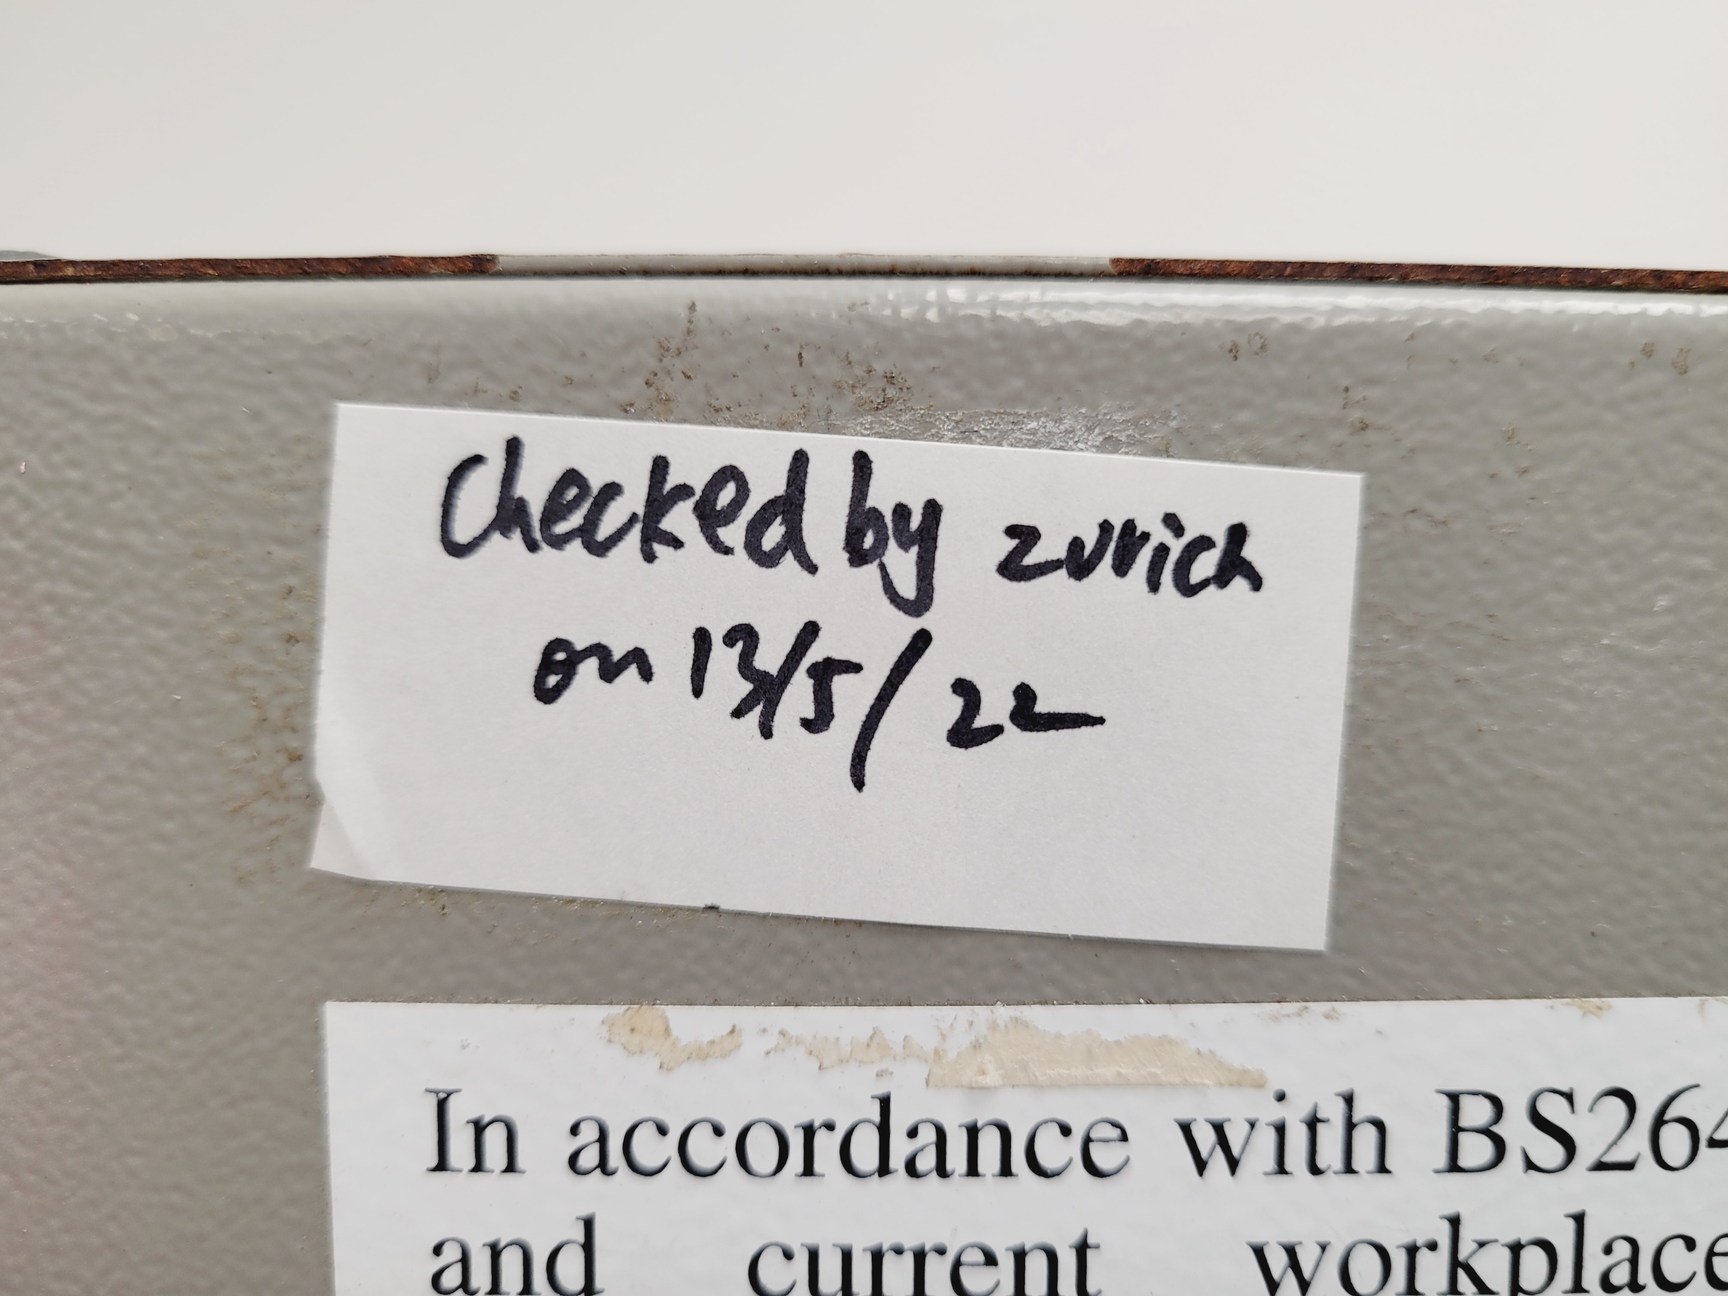 Checked by zurich
on 13/5/22
In accordance with BS264
and current workplace